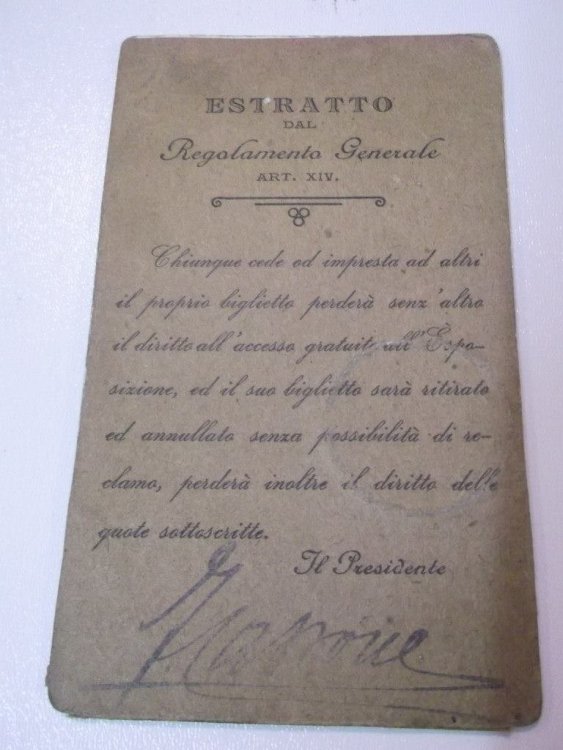 ESTRATTO
DAL
Regolamento Generale
ART. XIV.
Chiunque cede od impresta ad altri
il proprio biglietto perderà senz'altro
il diritto all'accesso gratuito all'Espo-
sizione, ed il suo biglietto sarà ritirato
ed annullato senza possibilità di re-
clamo, perderà inoltre il diritto delle
quote sottoscritte.
Il Presidente